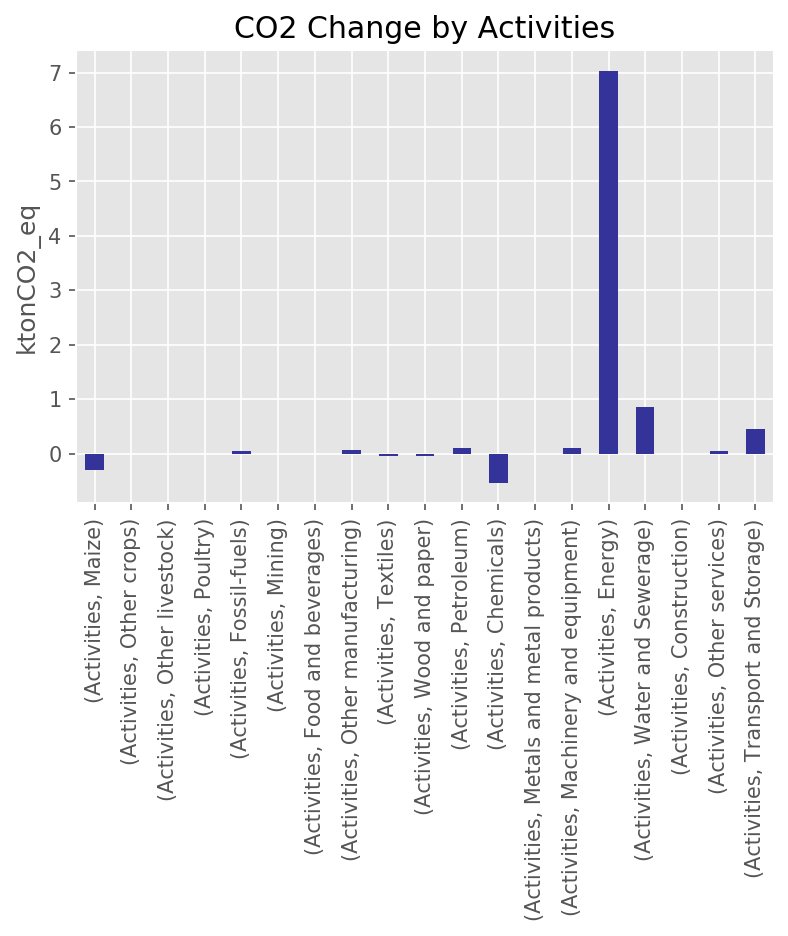 CO2 Change by Activities
ktonCO2_eq
7
6
5
4
3
2
1
0
(Activities, Maize)
(Activities, Other crops)
(Activities, Other livestock)
(Activities, Poultry)
(Activities, Fossil-fuels)
(Activities, Mining)
(Activities, Food and beverages)
(Activities, Other manufacturing)
(Activities, Textiles)
(Activities, Wood and paper)
(Activities, Petroleum)
(Activities, Chemicals)
(Activities, Metals and metal products)
(Activities, Machinery and equipment)
(Activities, Energy)
(Activities, Water and Sewerage)
(Activities, Construction)
(Activities, Other services)
(Activities, Transport and Storage)